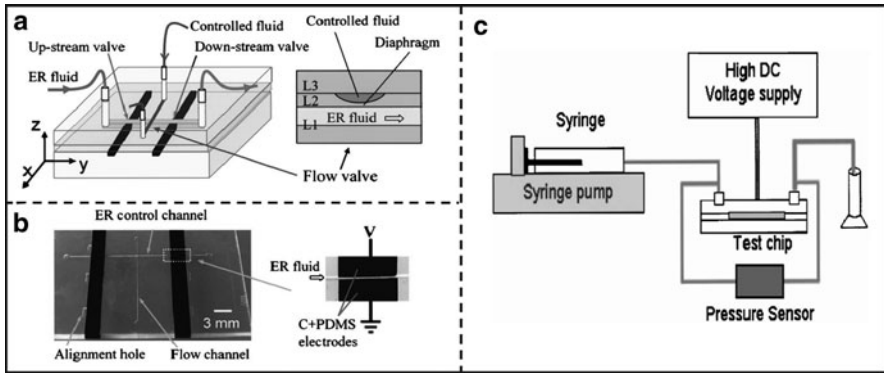 a
Controlled fluid
Up-stream valve
Down-stream valve
ER fluid
z
y
x
Flow valve
Controlled fluid
Diaphragm
L3
L2
L1
ER fluid
b
ER control channel
3 mm
Alignment hole
Flow channel
V
ER fluid
C+PDMS
electrodes
c
High DC
Voltage supply
Syringe
Syringe pump
Test chip
Pressure Sensor